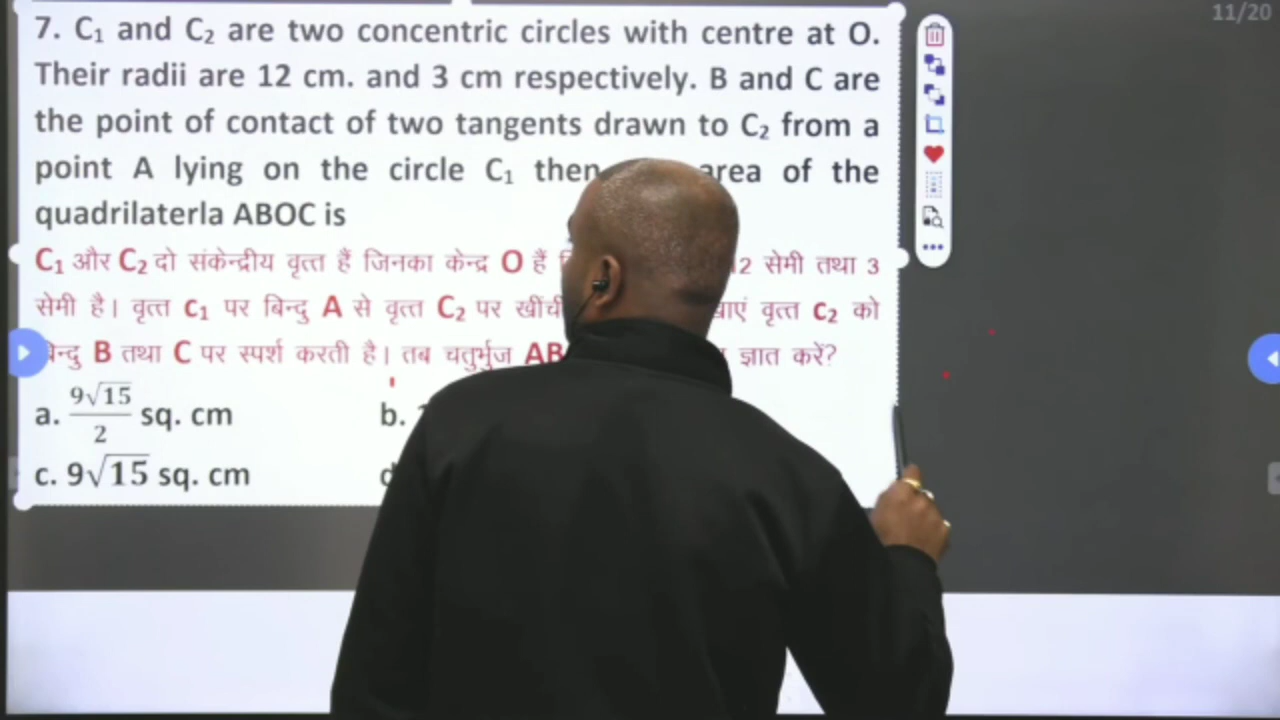 11/20
7. C₁ and C₂ are two concentric circles with centre at O.
Their radii are 12 cm. and 3 cm respectively. B and C are
the point of contact of two tangents drawn to C₂ from a
point A lying on the circle C₁ then area of the
quadrilaterla ABOC is
C₁ और C₂ दो संकेन्द्रीय वृत्त हैं जिनका केन्द्र O हैं सेमी तथा 3
सेमी है। वृत्त c₁ पर बिन्दु A से वृत्त C₂ पर वृत्त c₂ को
B तथा C पर स्पर्श करती है। तब चतुर्भुज ज्ञात करें?
a. 9√15/2 sq. cm b.
c. 9√15 sq. cm